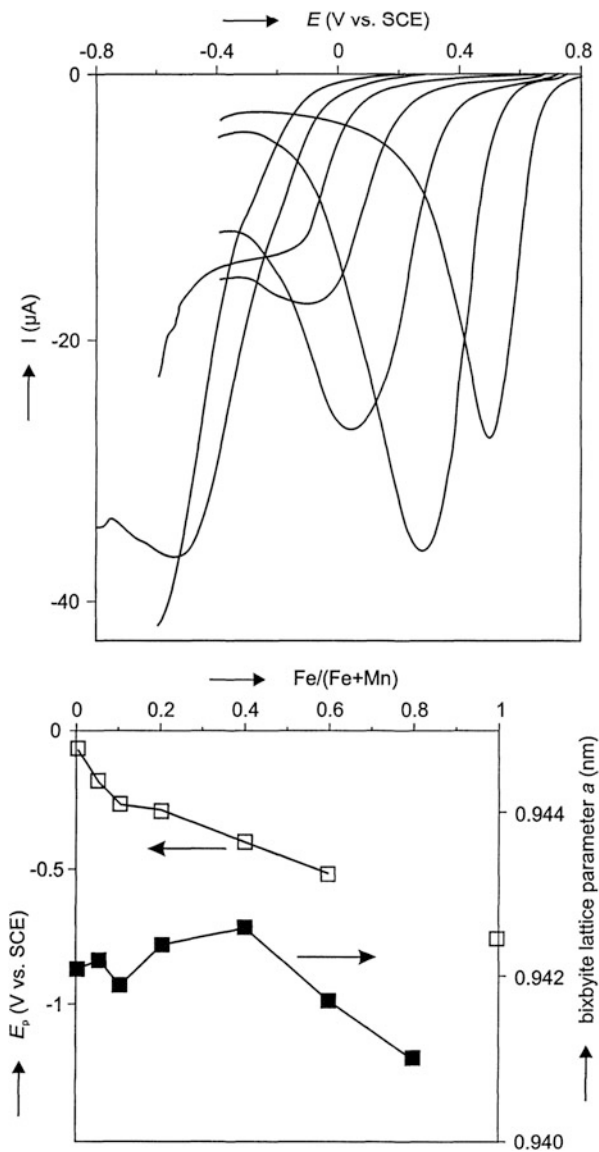 E (V vs. SCE)
-0.8 -0.4 0 0.4 0.8
0
-20
-40
I (µA)
Fe/(Fe+Mn)
0 0.2 0.4 0.6 0.8 1
0
-0.5
-1
Ep (V vs. SCE)
0.944
0.942
0.940
bixbyite lattice parameter a (nm)